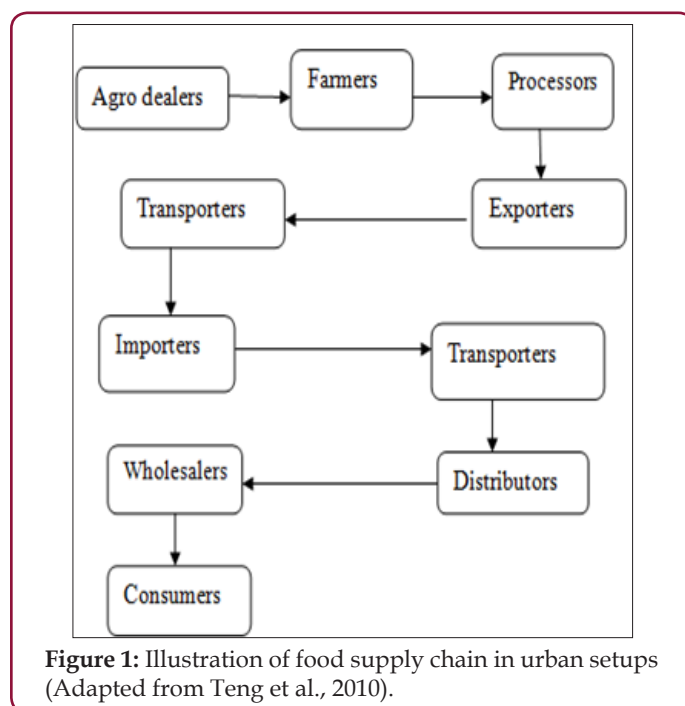 Agro dealers
Farmers
Processors
Transporters
Exporters
Importers
Transporters
Wholesalers
Distributors
Consumers
Figure 1: Illustration of food supply chain in urban setups
(Adapted from Teng et al., 2010).